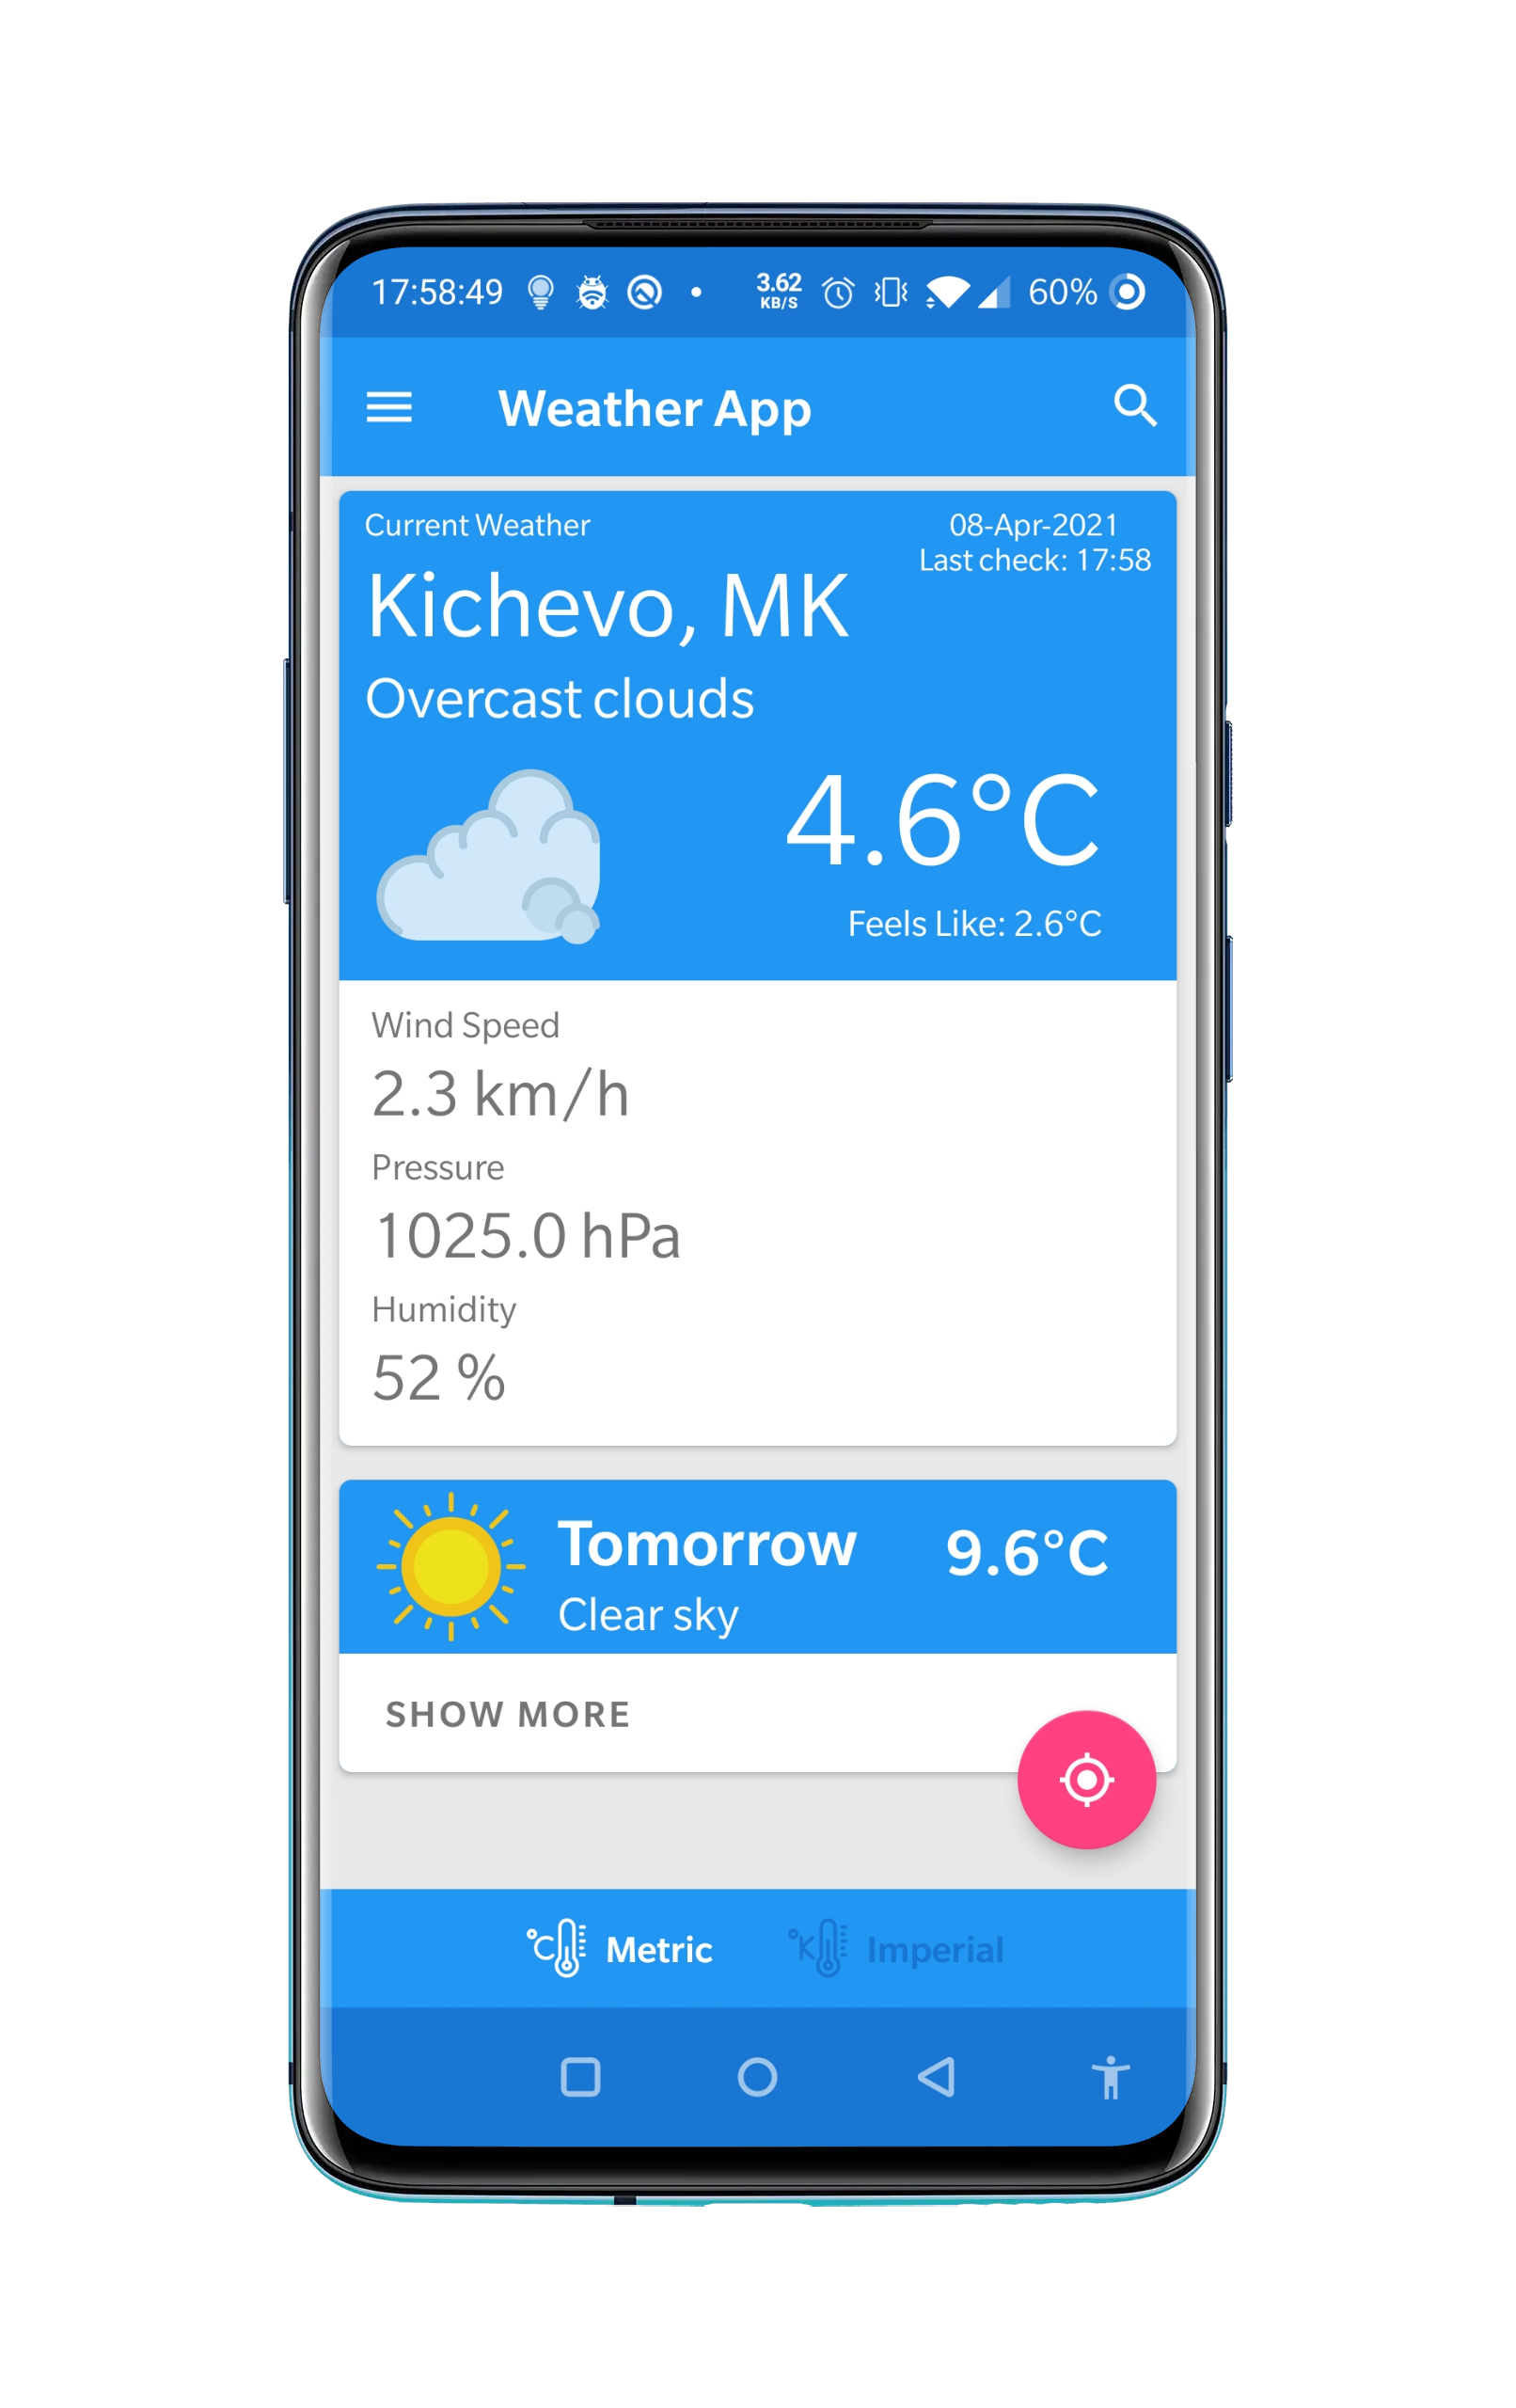 17:58:49 3.62 KB/S 60%
Weather App
Current Weather 08-Apr-2021
Last check: 17:58
Kichevo, MK
Overcast clouds
4.6°C
Feels Like: 2.6°C
Wind Speed
2.3 km/h
Pressure
1025.0 hPa
Humidity
52 %
Tomorrow 9.6°C
Clear sky
SHOW MORE
°C Metric °K Imperial